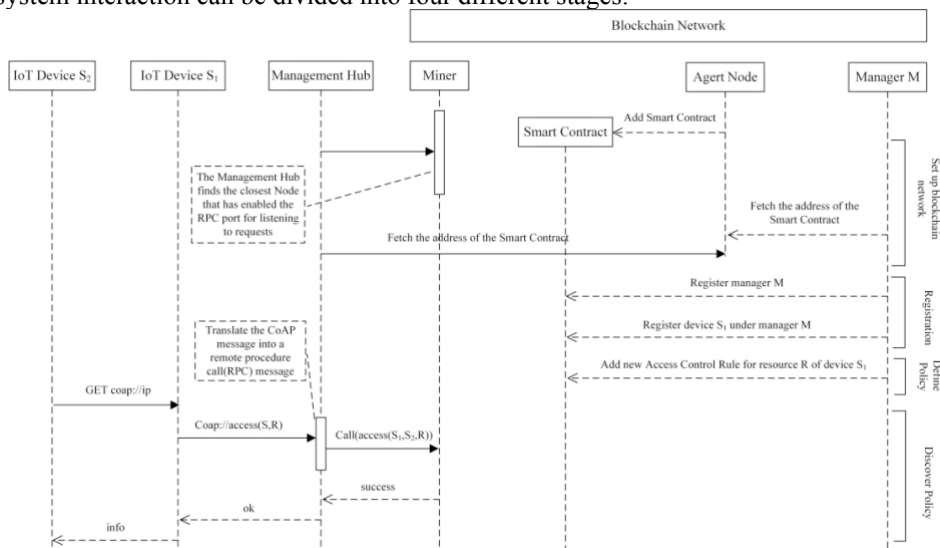 system interaction can be divided into four different stages.
Blockchain Network
IoT Device S₂
IoT Device S₁
Management Hub
Miner
Agert Node
Manager M
Smart Contract
Add Smart Contract
The Management Hub
finds the closest Node
that has enabled the
RPC port for listening
to requests
Fetch the address of the
Smart Contract
Fetch the address of the Smart Contract
Set up blockchain
network
Register manager M
Register device S₁ under manager M
Registration
Translate the CoAP
message into a
remote procedure
call(RPC) message
Add new Access Control Rule for resource R of device S₁
Define
Policy
GET coap://ip
Coap://access(S,R)
Call(access(S₁,S₂,R))
success
ok
info
Discover Policy